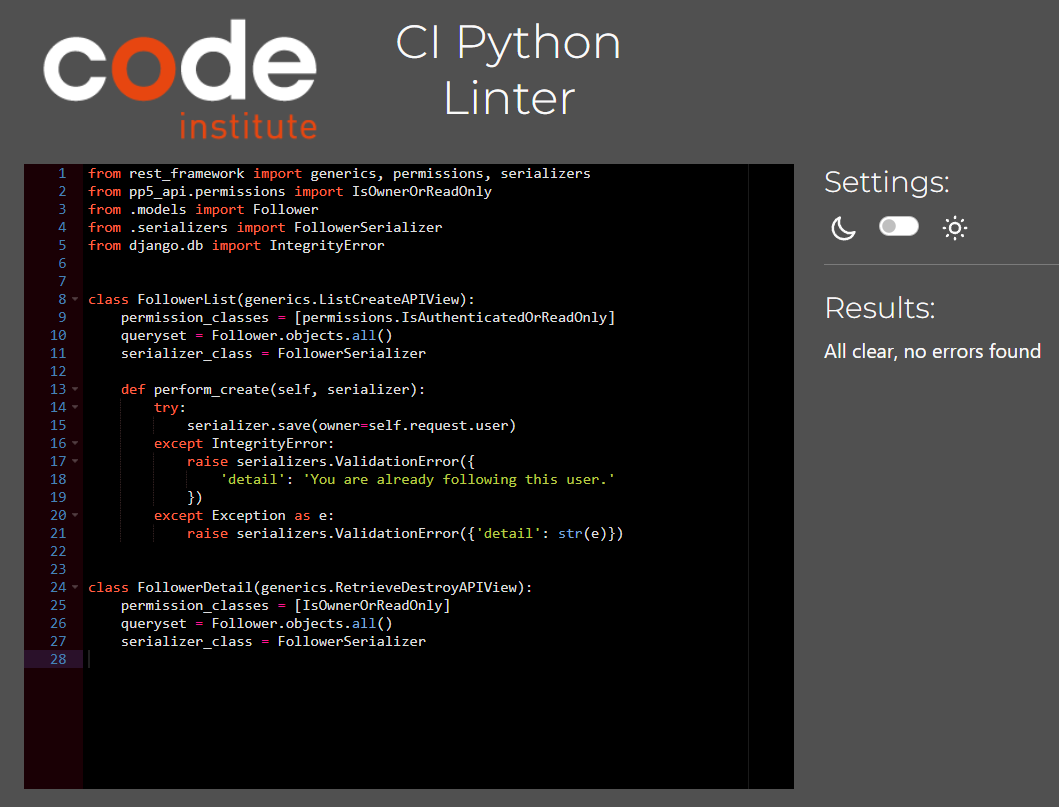 code
institute
CI Python
Linter
1 from rest_framework import generics, permissions, serializers
2 from pp5_api.permissions import IsOwnerOrReadOnly
3 from .models import Follower
4 from .serializers import FollowerSerializer
5 from django.db import IntegrityError
6
7
8 class FollowerList(generics.ListCreateAPIView):
9     permission_classes = [permissions.IsAuthenticatedOrReadOnly]
10     queryset = Follower.objects.all()
11     serializer_class = FollowerSerializer
12
13     def perform_create(self, serializer):
14         try:
15             serializer.save(owner=self.request.user)
16         except IntegrityError:
17             raise serializers.ValidationError({
18                 'detail': 'You are already following this user.'
19             })
20         except Exception as e:
21             raise serializers.ValidationError({'detail': str(e)})
22
23
24 class FollowerDetail(generics.RetrieveDestroyAPIView):
25     permission_classes = [IsOwnerOrReadOnly]
26     queryset = Follower.objects.all()
27     serializer_class = FollowerSerializer
28
Settings:
Results:
All clear, no errors found